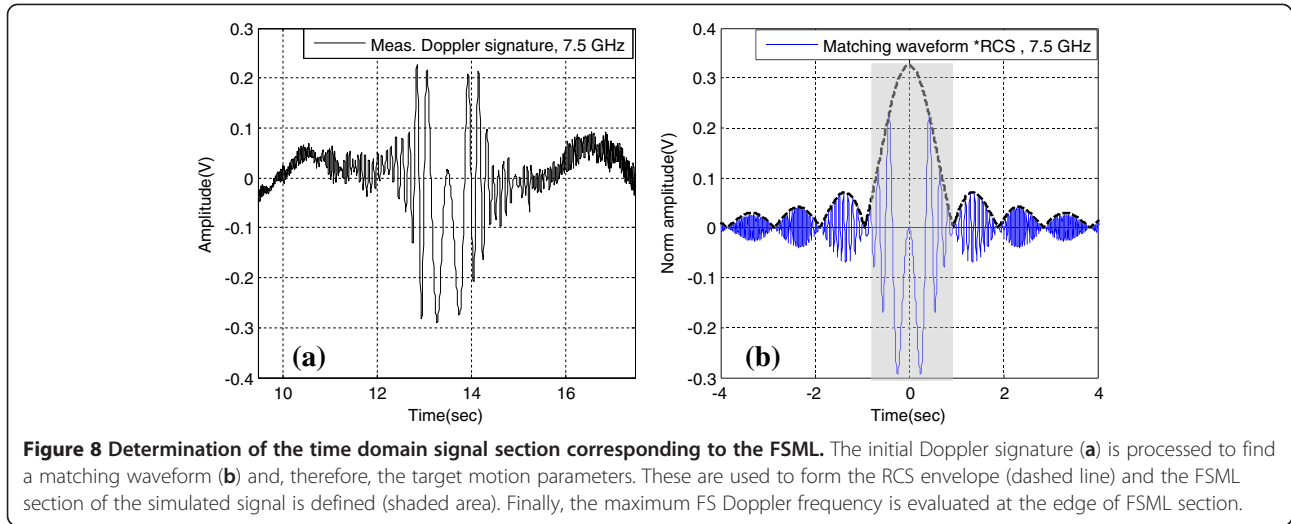 0.3
Meas. Doppler signature, 7.5 GHz
0.2
0.1
0
-0.1
-0.2
-0.3
-0.4
Amplitude(V)
(a)
10 12 14 16
Time(sec)
0.4
Matching waveform *RCS , 7.5 GHz
0.3
0.2
0.1
0
-0.1
-0.2
-0.3
Norm amplitude(V)
(b)
-4 -2 0 2 4
Time(sec)
Figure 8 Determination of the time domain signal section corresponding to the FSML. The initial Doppler signature (a) is processed to find
a matching waveform (b) and, therefore, the target motion parameters. These are used to form the RCS envelope (dashed line) and the FSML
section of the simulated signal is defined (shaded area). Finally, the maximum FS Doppler frequency is evaluated at the edge of FSML section.